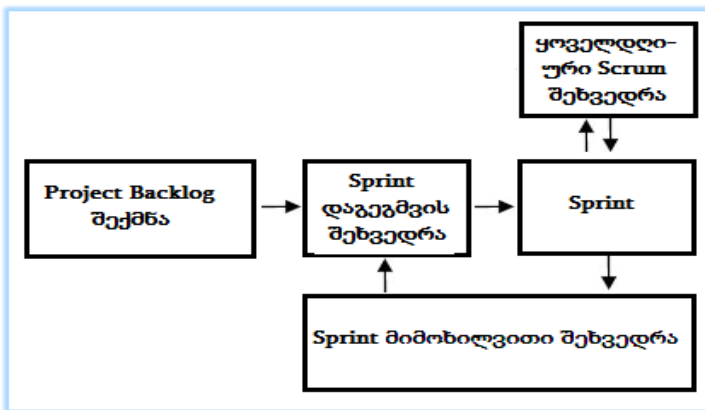 ყოველდღი-
ური Scrum
შეხვედრა
Project Backlog
შექმნა
Sprint
დაგეგმვის
შეხვედრა
Sprint
Sprint მიმოხილვითი შეხვედრა